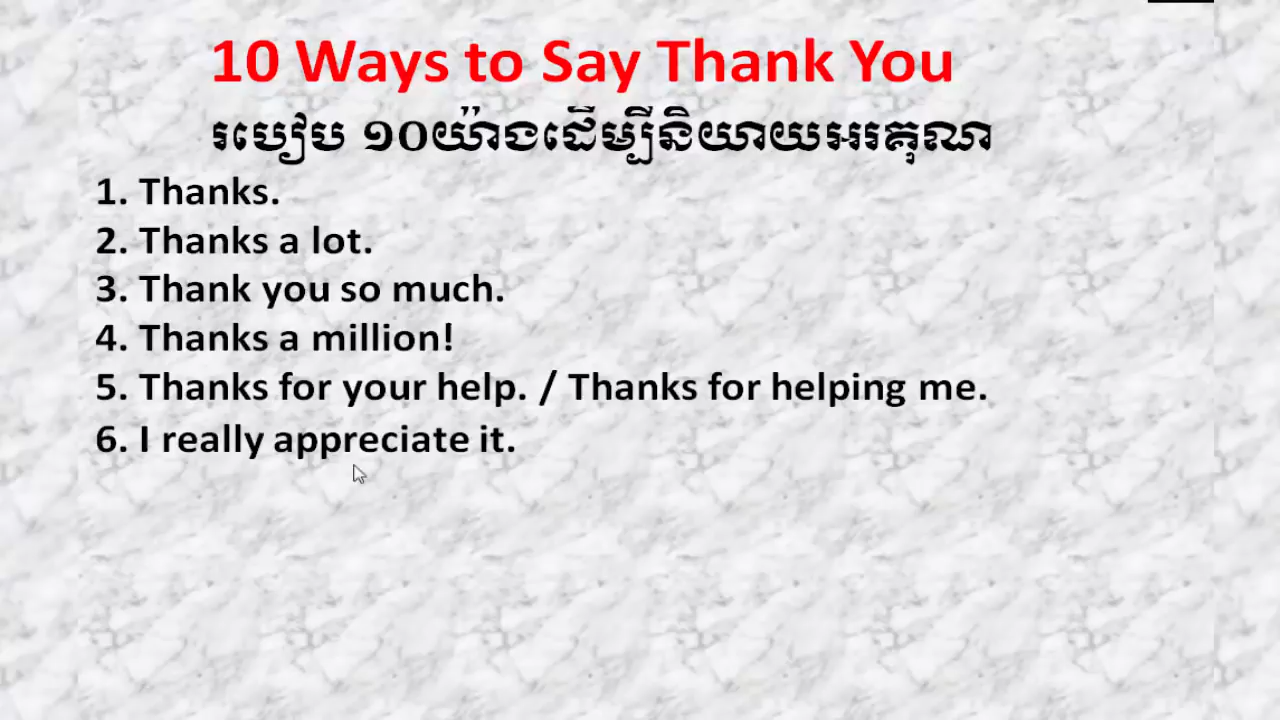 10 Ways to Say Thank You
របៀប ១០យ៉ាងដើម្បីនិយាយអរគុណ
1. Thanks.
2. Thanks a lot.
3. Thank you so much.
4. Thanks a million!
5. Thanks for your help. / Thanks for helping me.
6. I really appreciate it.